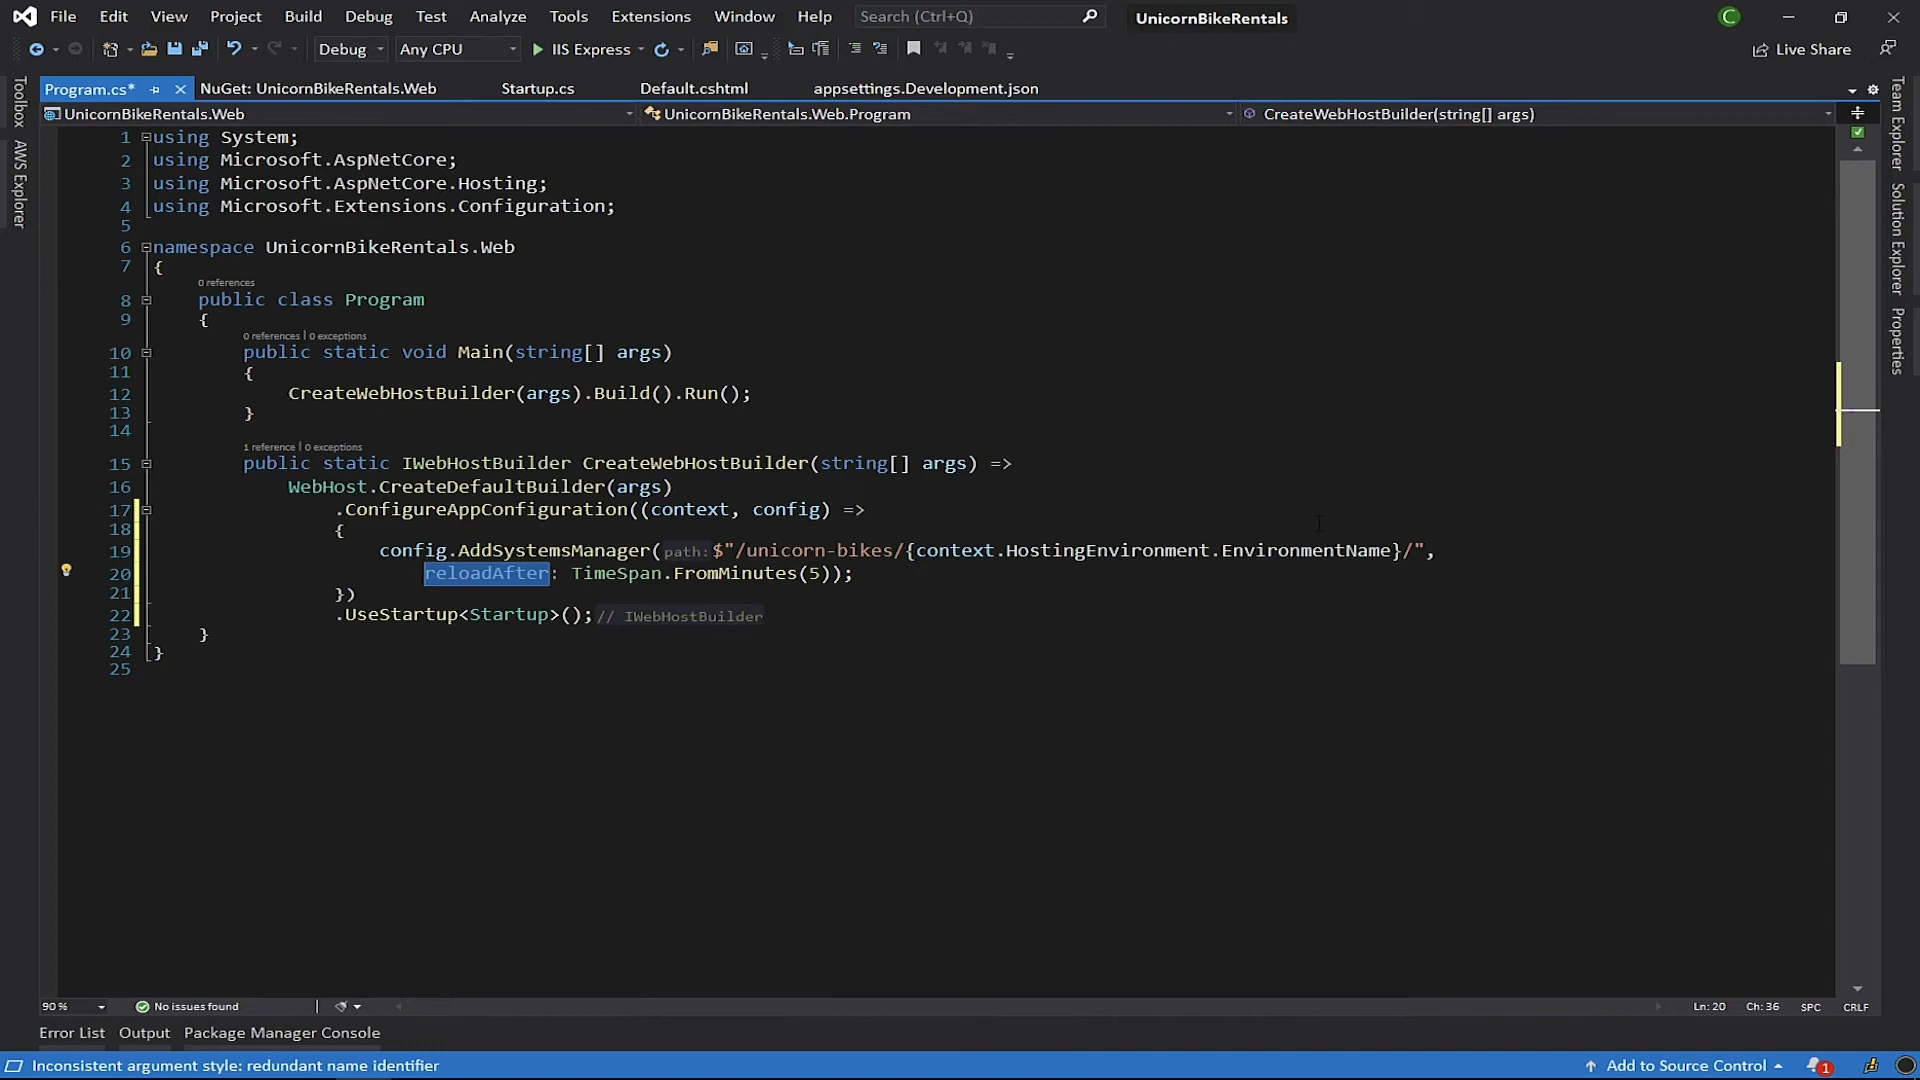 File Edit View Project Build Debug Test Analyze Tools Extensions Window Help Search (Ctrl+Q) UnicornBikeRentals C
Debug Any CPU IIS Express Live Share
Program.cs* NuGet: UnicornBikeRentals.Web Startup.cs Default.cshtml appsettings.Development.json
UnicornBikeRentals.Web UnicornBikeRentals.Web.Program CreateWebHostBuilder(string[] args)
Toolbox
AWS Explorer
1 using System;
2 using Microsoft.AspNetCore;
3 using Microsoft.AspNetCore.Hosting;
4 using Microsoft.Extensions.Configuration;
5
6 namespace UnicornBikeRentals.Web
7 {
0 references
8 public class Program
9 {
0 references | 0 exceptions
10 public static void Main(string[] args)
11 {
12 CreateWebHostBuilder(args).Build().Run();
13 }
14
1 reference | 0 exceptions
15 public static IWebHostBuilder CreateWebHostBuilder(string[] args) =>
16 WebHost.CreateDefaultBuilder(args)
17 .ConfigureAppConfiguration((context, config) =>
18 {
19 config.AddSystemsManager(path:$"/unicorn-bikes/{context.HostingEnvironment.EnvironmentName}/",
20 reloadAfter: TimeSpan.FromMinutes(5));
21 })
22 .UseStartup<Startup>();// IWebHostBuilder
23 }
24 }
25
Team Explorer
Solution Explorer
Properties
90 % No issues found Ln: 20 Ch: 36 SPC CRLF
Error List Output Package Manager Console
Inconsistent argument style: redundant name identifier Add to Source Control 1